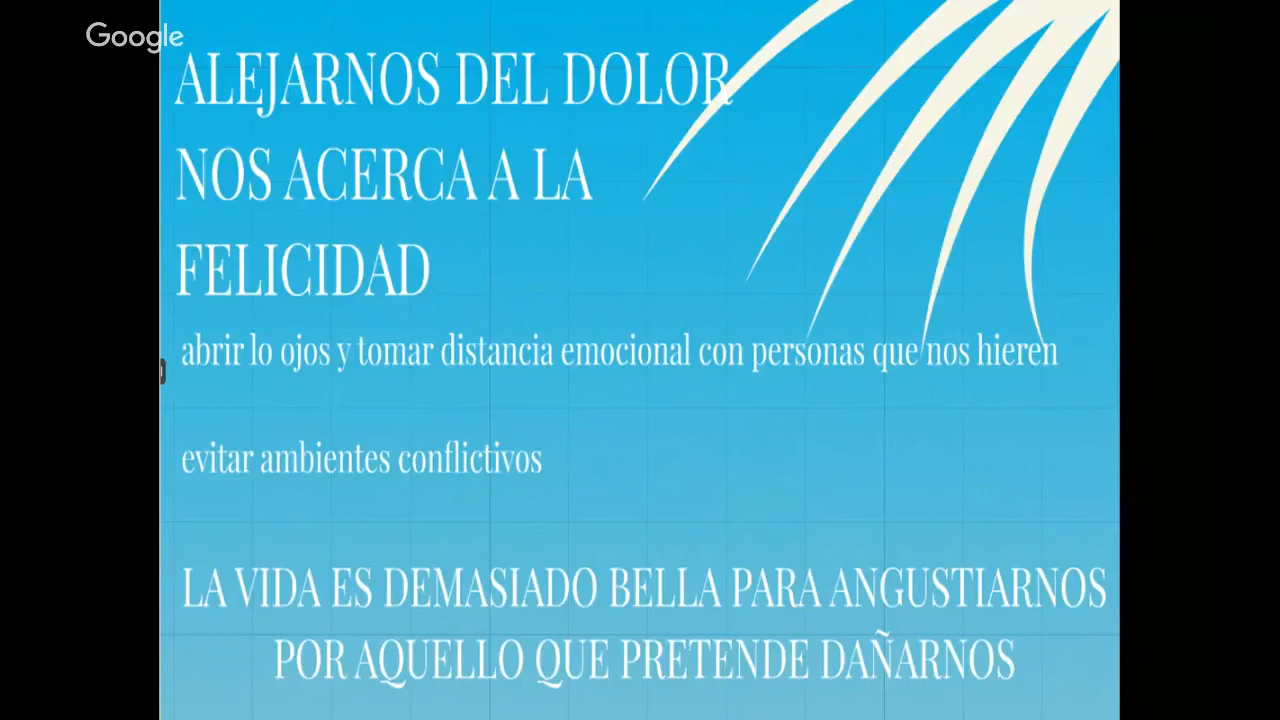 Google
ALEJARNOS DEL DOLOR
NOS ACERCA A LA
FELICIDAD
abrir lo ojos y tomar distancia emocional con personas que nos hieren
evitar ambientes conflictivos
LA VIDA ES DEMASIADO BELLA PARA ANGUSTIARNOS
POR AQUELLO QUE PRETENDE DAÑARNOS